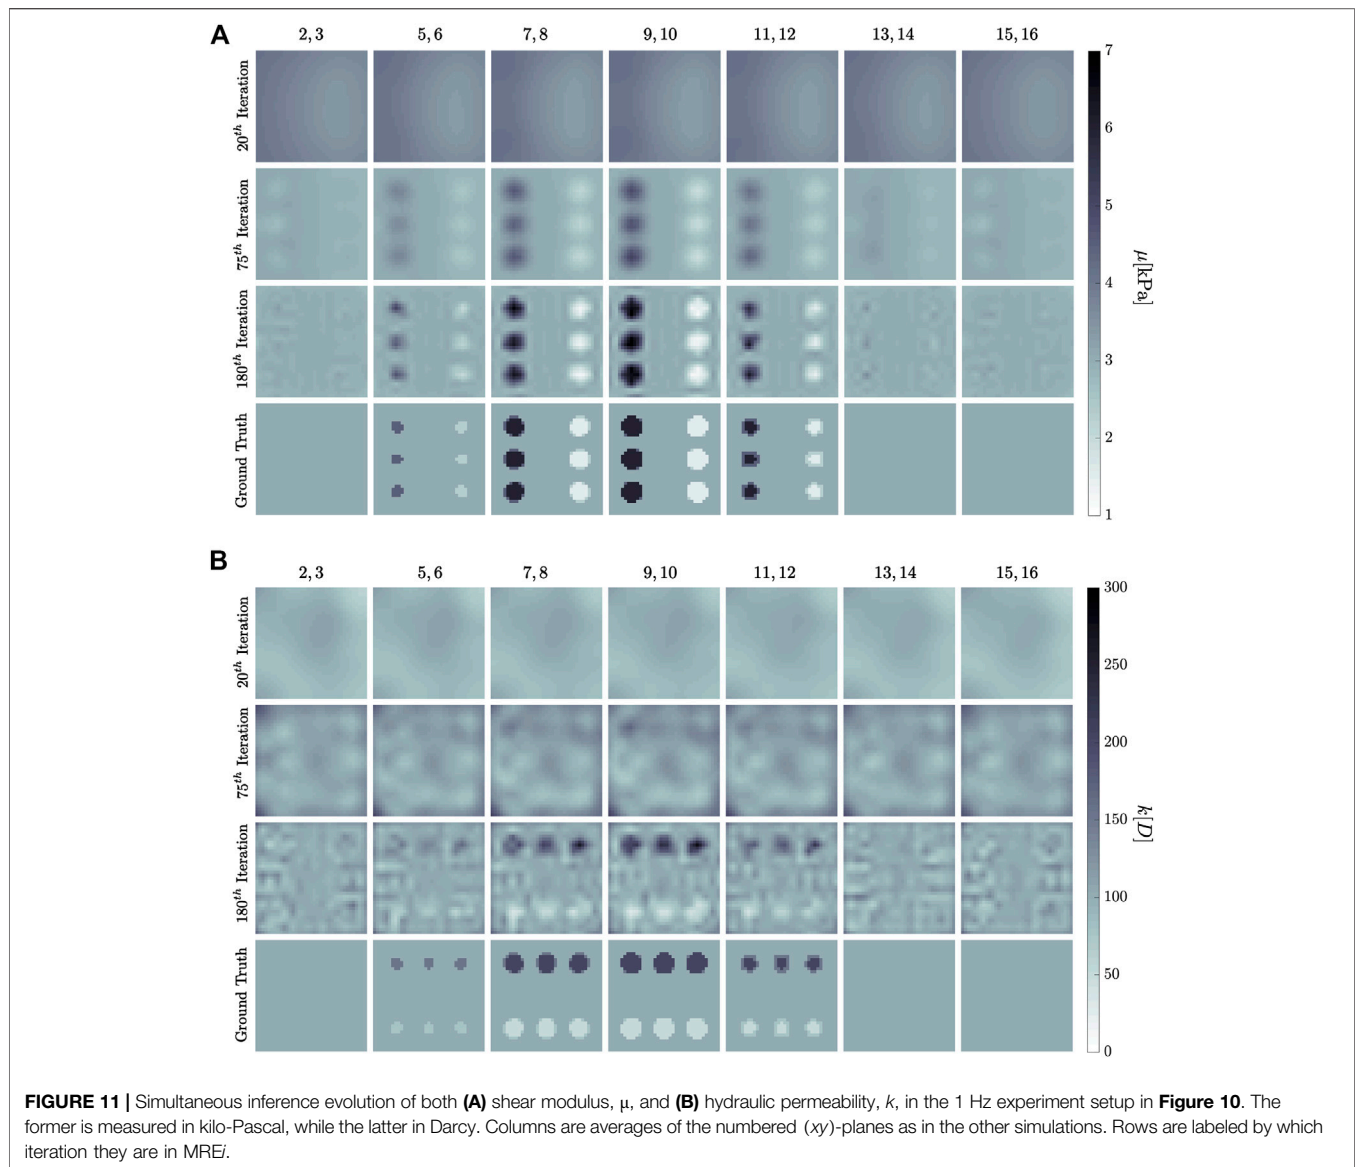 A
2, 3 5, 6 7, 8 9, 10 11, 12 13, 14 15, 16
20th Iteration
75th Iteration
180th Iteration
Ground Truth
7
6
5
4
3
2
1
μ[kPa]
B
2, 3 5, 6 7, 8 9, 10 11, 12 13, 14 15, 16
20th Iteration
75th Iteration
180th Iteration
Ground Truth
300
250
200
150
100
50
0
k[D]
FIGURE 11 | Simultaneous inference evolution of both (A) shear modulus, μ, and (B) hydraulic permeability, k, in the 1 Hz experiment setup in Figure 10. The
former is measured in kilo-Pascal, while the latter in Darcy. Columns are averages of the numbered (xy)-planes as in the other simulations. Rows are labeled by which
iteration they are in MREi.